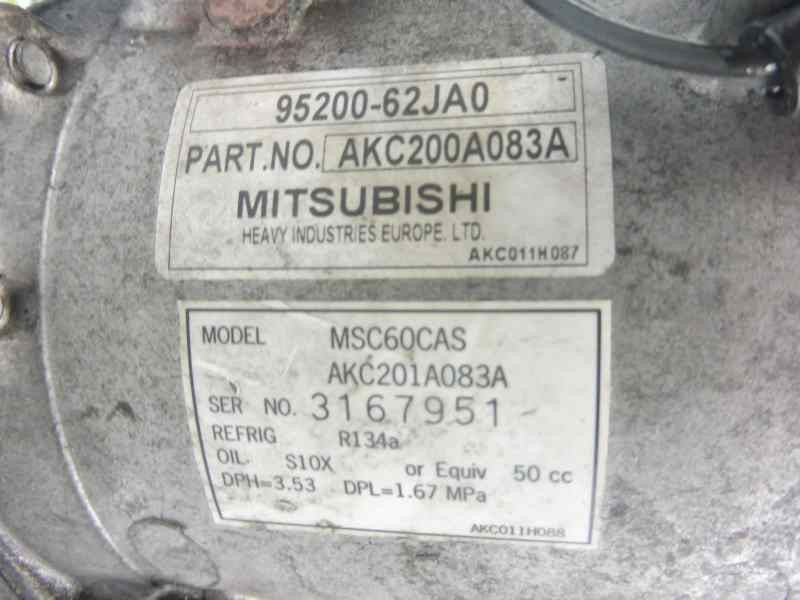 95200-62JA0
PART.NO. AKC200A083A
MITSUBISHI
HEAVY INDUSTRIES EUROPE. LTD.
AKC011H087
MODEL MSC60CAS
AKC201A083A
SER NO. 3167951
REFRIG R134a
OIL S10X or Equiv 50 cc
DPH=3.53 DPL=1.67 MPa
AKC011H088